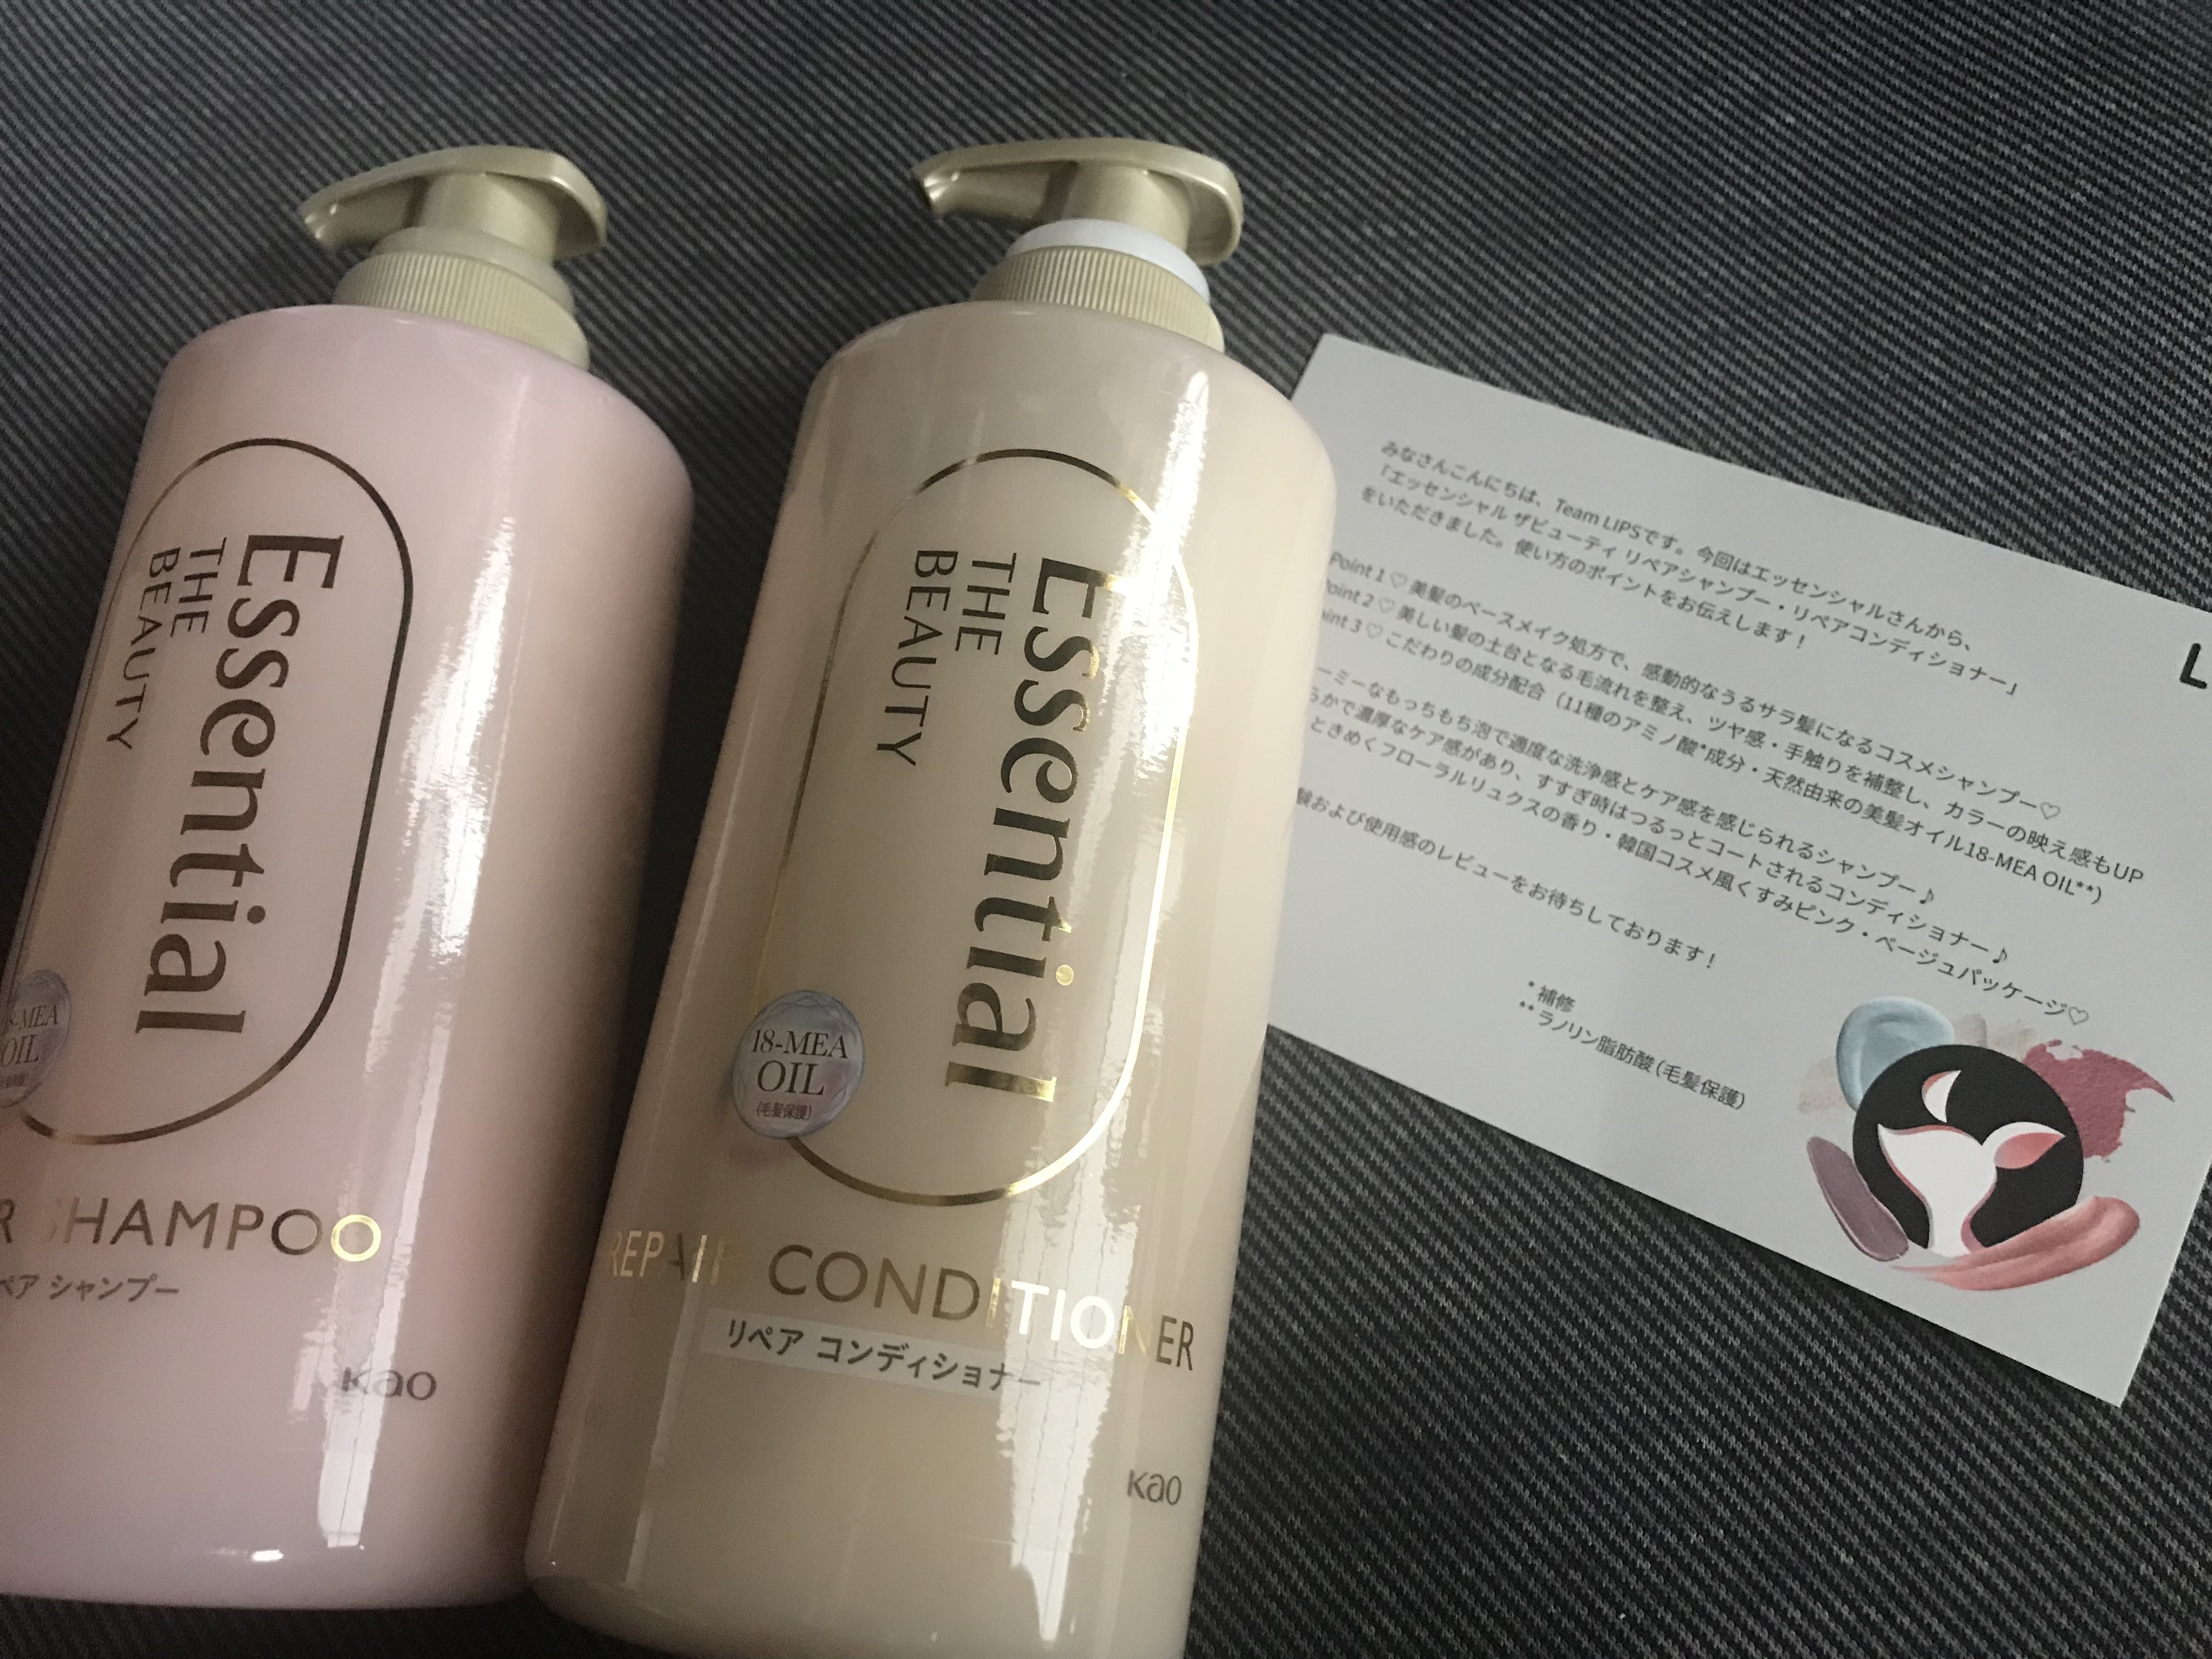 Essential
THE
BEAUTY
18-MEA
OIL
R SHAMPOO
ペア シャンプー
Kao
Essential
THE
BEAUTY
18-MEA
OIL
(毛髪保護)
REPAIR CONDITIONER
リペア コンディショナー
Kao
L
みなさんこんにちは、Team LIPSです。今回はエッセンシャルさんから、
「エッセンシャル ザビューティ リペアシャンプー・リペアコンディショナー」
をいただきました。使い方のポイントをお伝えします！
Point 1 ♡ 美髪のベースメイク処方で、感動的なうるサラ髪になるコスメシャンプー♡
Point 2 ♡ 美しい髪の土台となる毛流れを整え、ツヤ感・手触りを補整し、カラーの映え感もUP
oint 3 ♡ こだわりの成分配合（11種のアミノ酸*成分・天然由来の美髪オイル18-MEA OIL**)
ーミーなもっちもち泡で適度な洗浄感とケア感を感じられるシャンプー♪
らかで濃厚なケア感があり、すすぎ時はつるっとコートされるコンディショナー♪
ときめくフローラルリュクスの香り・韓国コスメ風くすみピンク・ベージュパッケージ♡
および使用感のレビューをお待ちしております！
*補修
**ラノリン脂肪酸（毛髪保護）